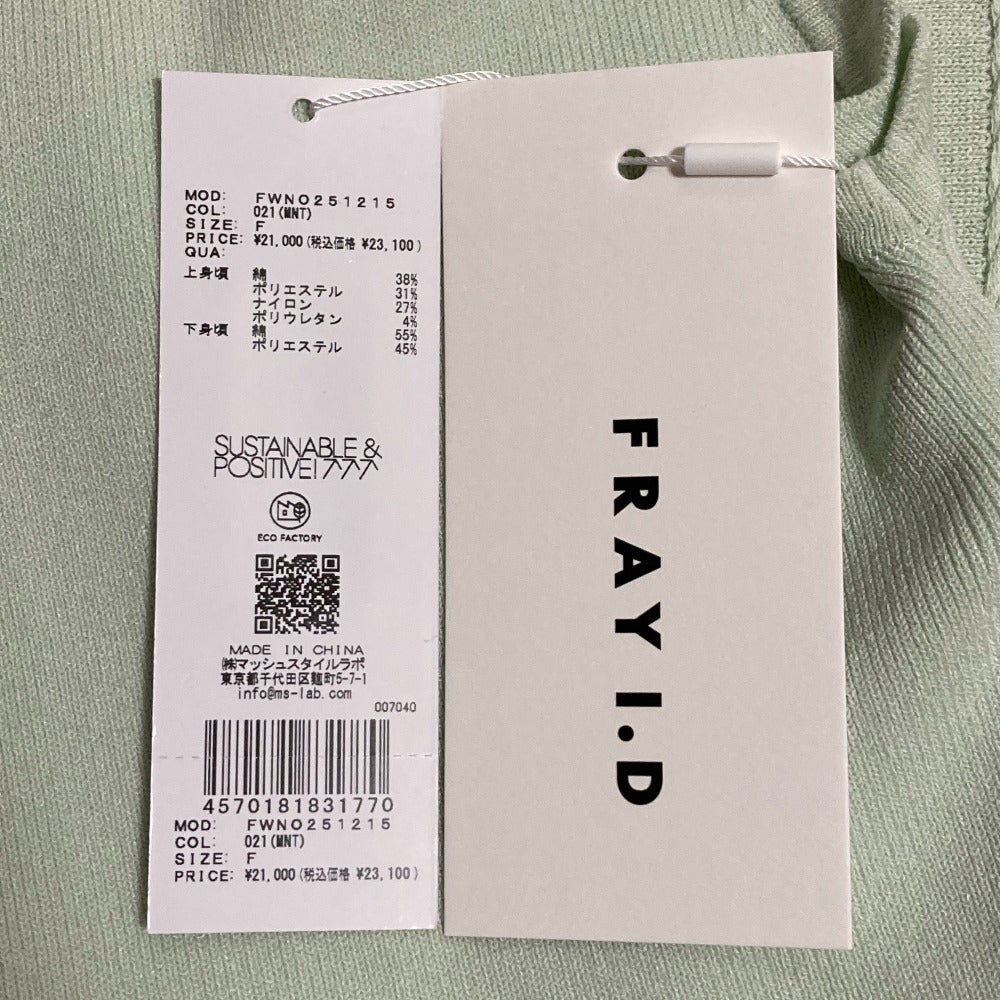 MOD: FWNO251215
COL: 021(MNT)
SIZE: F
PRICE: ¥21,000(税込価格 ¥23,100)
QUA:
上身頃 綿 38%
ポリエステル 31%
ナイロン 27%
ポリウレタン 4%
下身頃 綿 55%
ポリエステル 45%
SUSTAINABLE &
POSITIVE! 777
ECO FACTORY
MADE IN CHINA
㈱マッシュスタイルラボ
東京都千代田区麹町5-7-1
info@ms-lab.com
007040
4570181831770
MOD: FWNO251215
COL: 021(MNT)
SIZE: F
PRICE: ¥21,000(税込価格 ¥23,100)
FRAY I.D